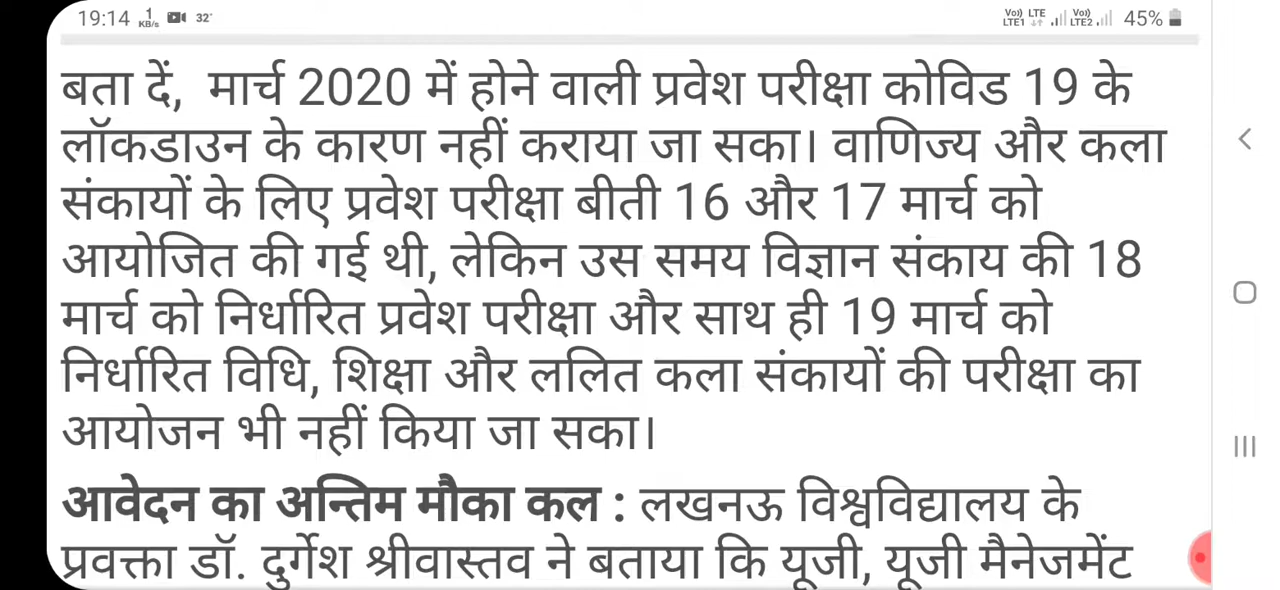 19:14 1 KB/s 32° Vo)) LTE1 LTE Vo)) LTE2 45%
बता दें, मार्च 2020 में होने वाली प्रवेश परीक्षा कोविड 19 के
लॉकडाउन के कारण नहीं कराया जा सका। वाणिज्य और कला
संकायों के लिए प्रवेश परीक्षा बीती 16 और 17 मार्च को
आयोजित की गई थी, लेकिन उस समय विज्ञान संकाय की 18
मार्च को निर्धारित प्रवेश परीक्षा और साथ ही 19 मार्च को
निर्धारित विधि, शिक्षा और ललित कला संकायों की परीक्षा का
आयोजन भी नहीं किया जा सका।
आवेदन का अन्तिम मौका कल : लखनऊ विश्वविद्यालय के
प्रवक्ता डॉ. दुर्गेश श्रीवास्तव ने बताया कि यूजी, यूजी मैनेजमेंट